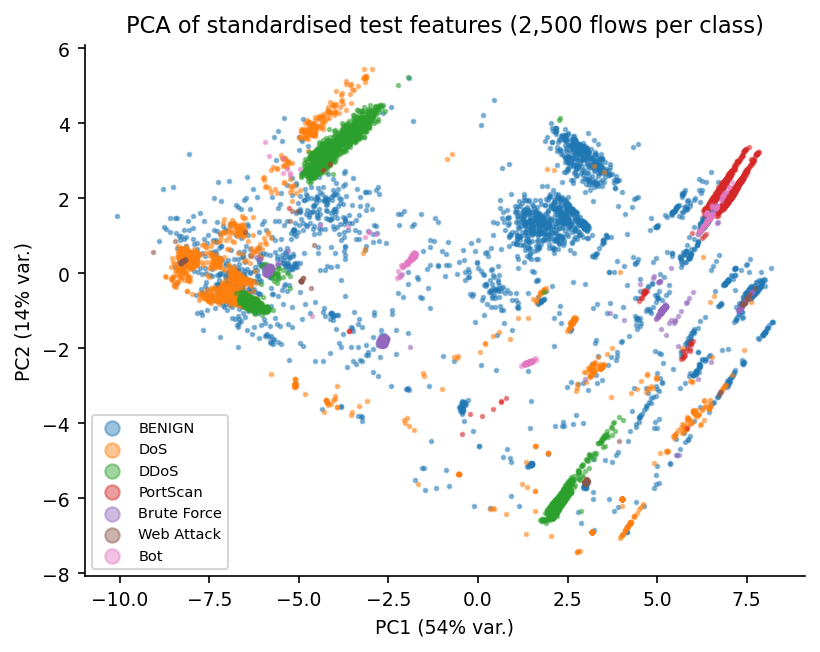 PCA of standardised test features (2,500 flows per class)
6
4
2
0
−2
−4
−6
−8
PC2 (14% var.)
BENIGN
DoS
DDoS
PortScan
Brute Force
Web Attack
Bot
−10.0 −7.5 −5.0 −2.5 0.0 2.5 5.0 7.5
PC1 (54% var.)